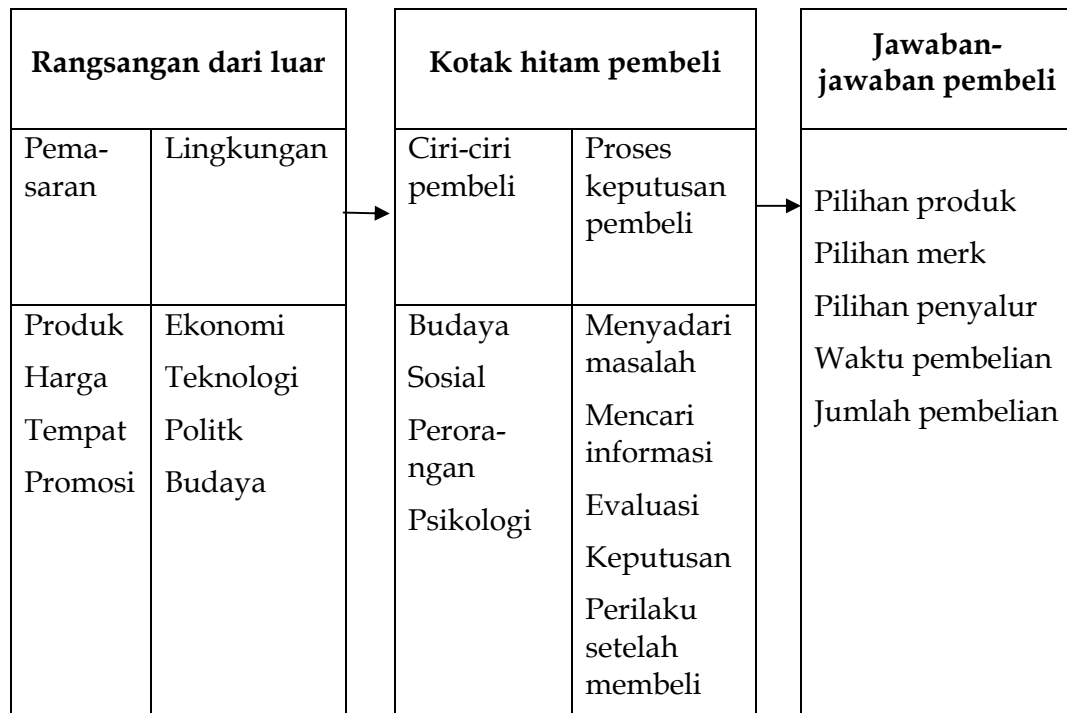 Rangsangan dari luar
Pema-
saran
Lingkungan
Produk
Harga
Tempat
Promosi
Ekonomi
Teknologi
Politk
Budaya
Kotak hitam pembeli
Ciri-ciri
pembeli
Proses
keputusan
pembeli
Budaya
Sosial
Perora-
ngan
Psikologi
Menyadari
masalah
Mencari
informasi
Evaluasi
Keputusan
Perilaku
setelah
membeli
Jawaban-
jawaban pembeli
Pilihan produk
Pilihan merk
Pilihan penyalur
Waktu pembelian
Jumlah pembelian